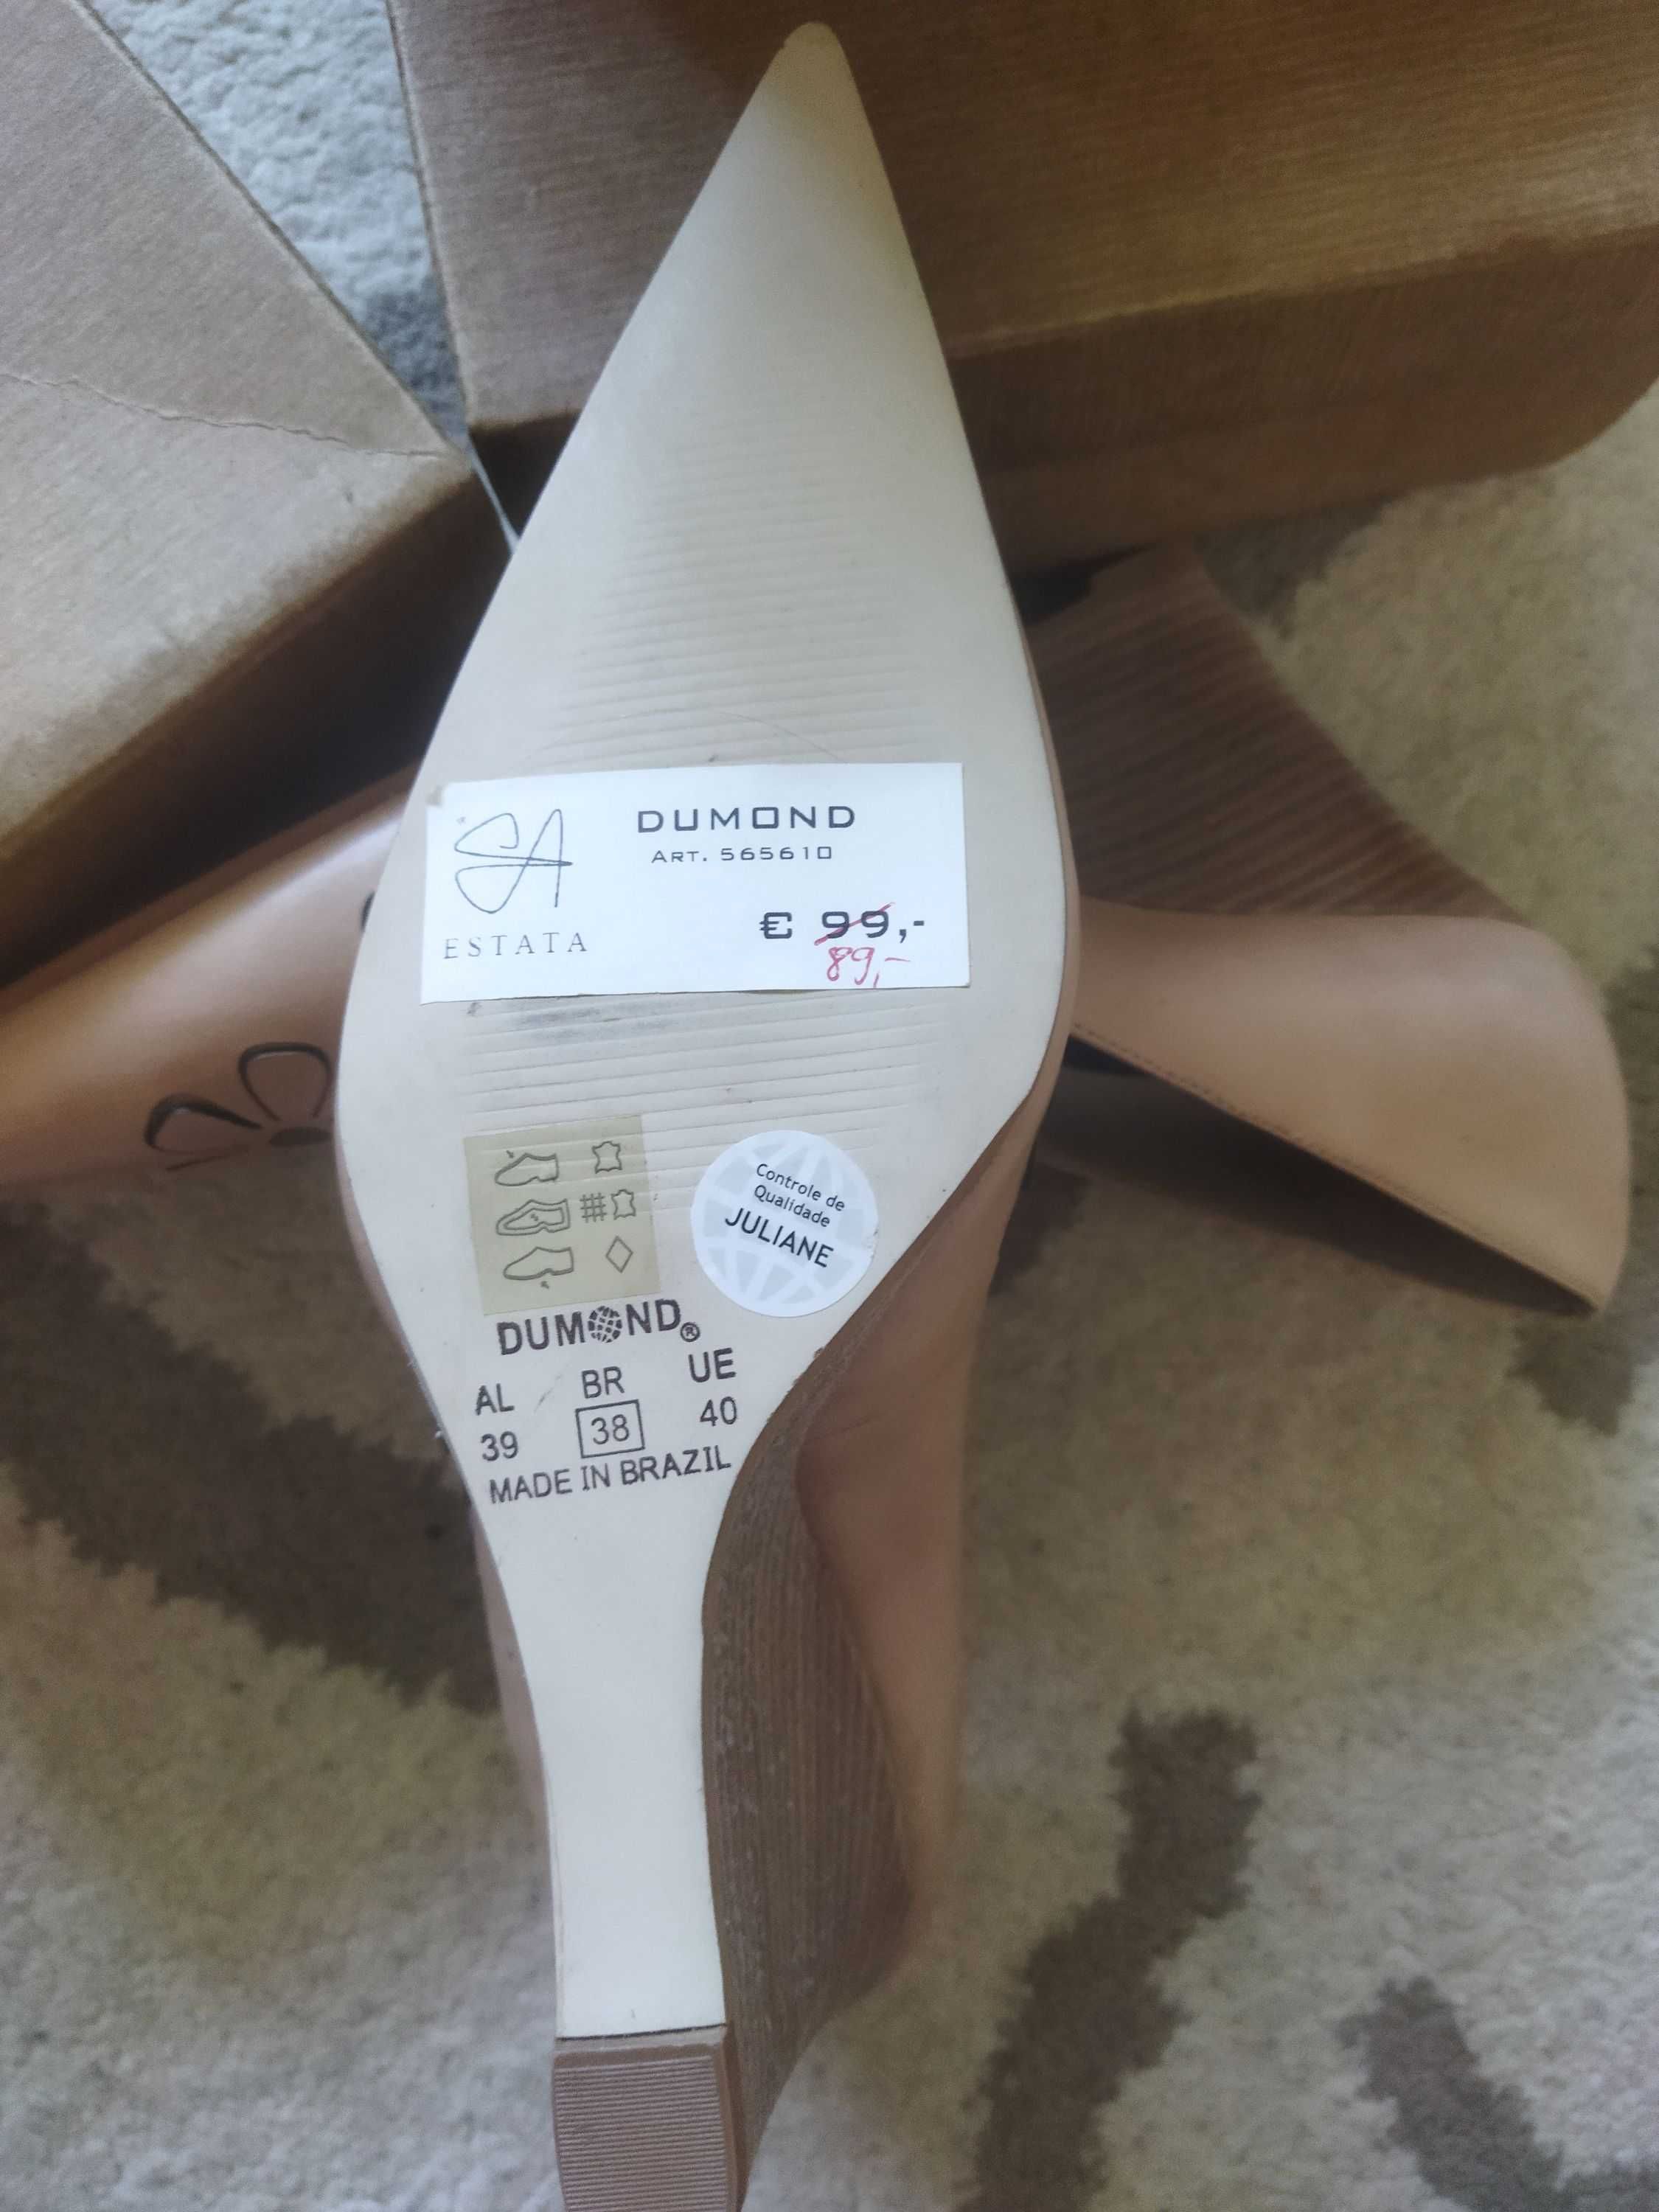 DUMOND
ART. 565610
SA
ESTATA
€ 99,-
89,-
Controle de
Qualidade
JULIANE
DUMOND®
AL BR UE
39 38 40
MADE IN BRAZIL